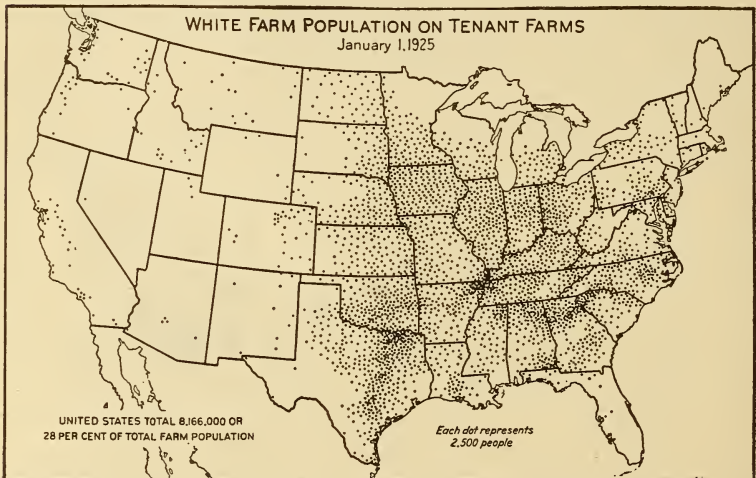 WHITE FARM POPULATION ON TENANT FARMS
January 1, 1925
UNITED STATES TOTAL 8,166,000 OR
28 PER CENT OF TOTAL FARM POPULATION
Each dot represents
2,500 people